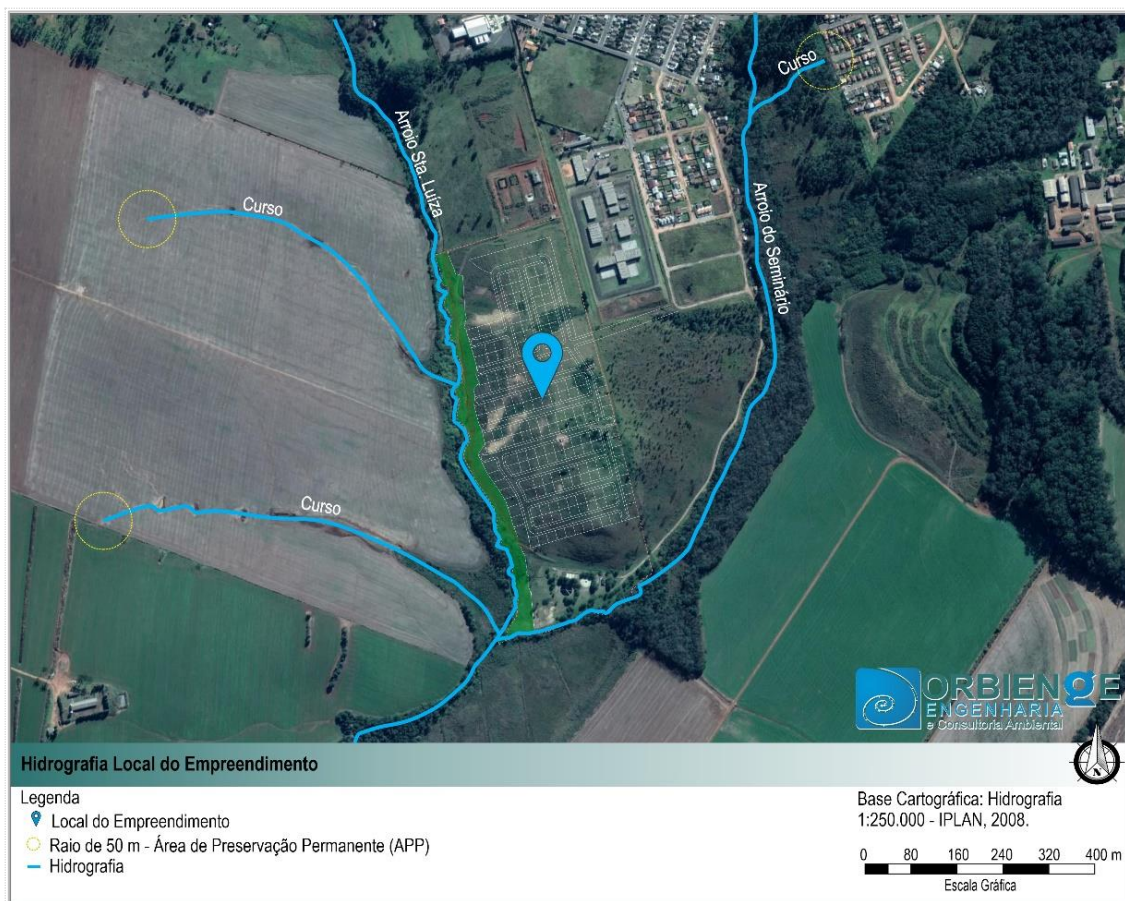 Curso
Arroio Sta. Luíza
Curso
Arroio do Seminário
Curso
ORBIENGE
ENGENHARIA
e Consultoria Ambiental
Hidrografia Local do Empreendimento
N
Legenda
Local do Empreendimento
Raio de 50 m - Área de Preservação Permanente (APP)
Hidrografia
Base Cartográfica: Hidrografia
1:250.000 - IPLAN, 2008.
0 80 160 240 320 400 m
Escala Gráfica